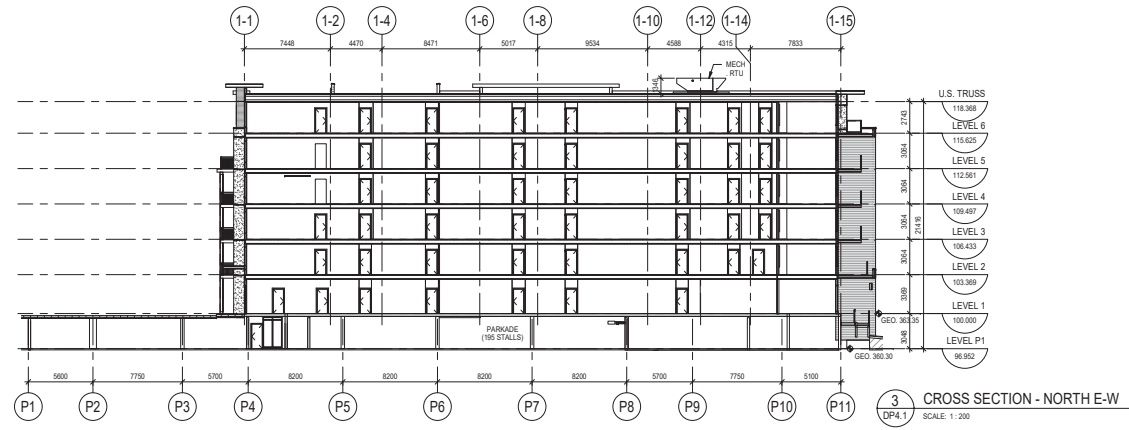 1-1 1-2 1-4 1-6 1-8 1-10 1-12 1-14 1-15
7448 4470 8471 5017 9534 4588 4315 7833
MECH
RTU
1346
U.S. TRUSS
118.368
2743
LEVEL 6
115.625
3064
LEVEL 5
112.561
3064
LEVEL 4
109.497
3064
21416
LEVEL 3
106.433
3064
LEVEL 2
103.369
3369
LEVEL 1
100.000
GEO. 363.35
PARKADE
(195 STALLS)
3048
LEVEL P1
96.952
GEO. 360.30
5600 7750 5700 8200 8200 8200 8200 5700 7750 5100
P1 P2 P3 P4 P5 P6 P7 P8 P9 P10 P11
3 CROSS SECTION - NORTH E-W
DP4.1 SCALE: 1 : 200